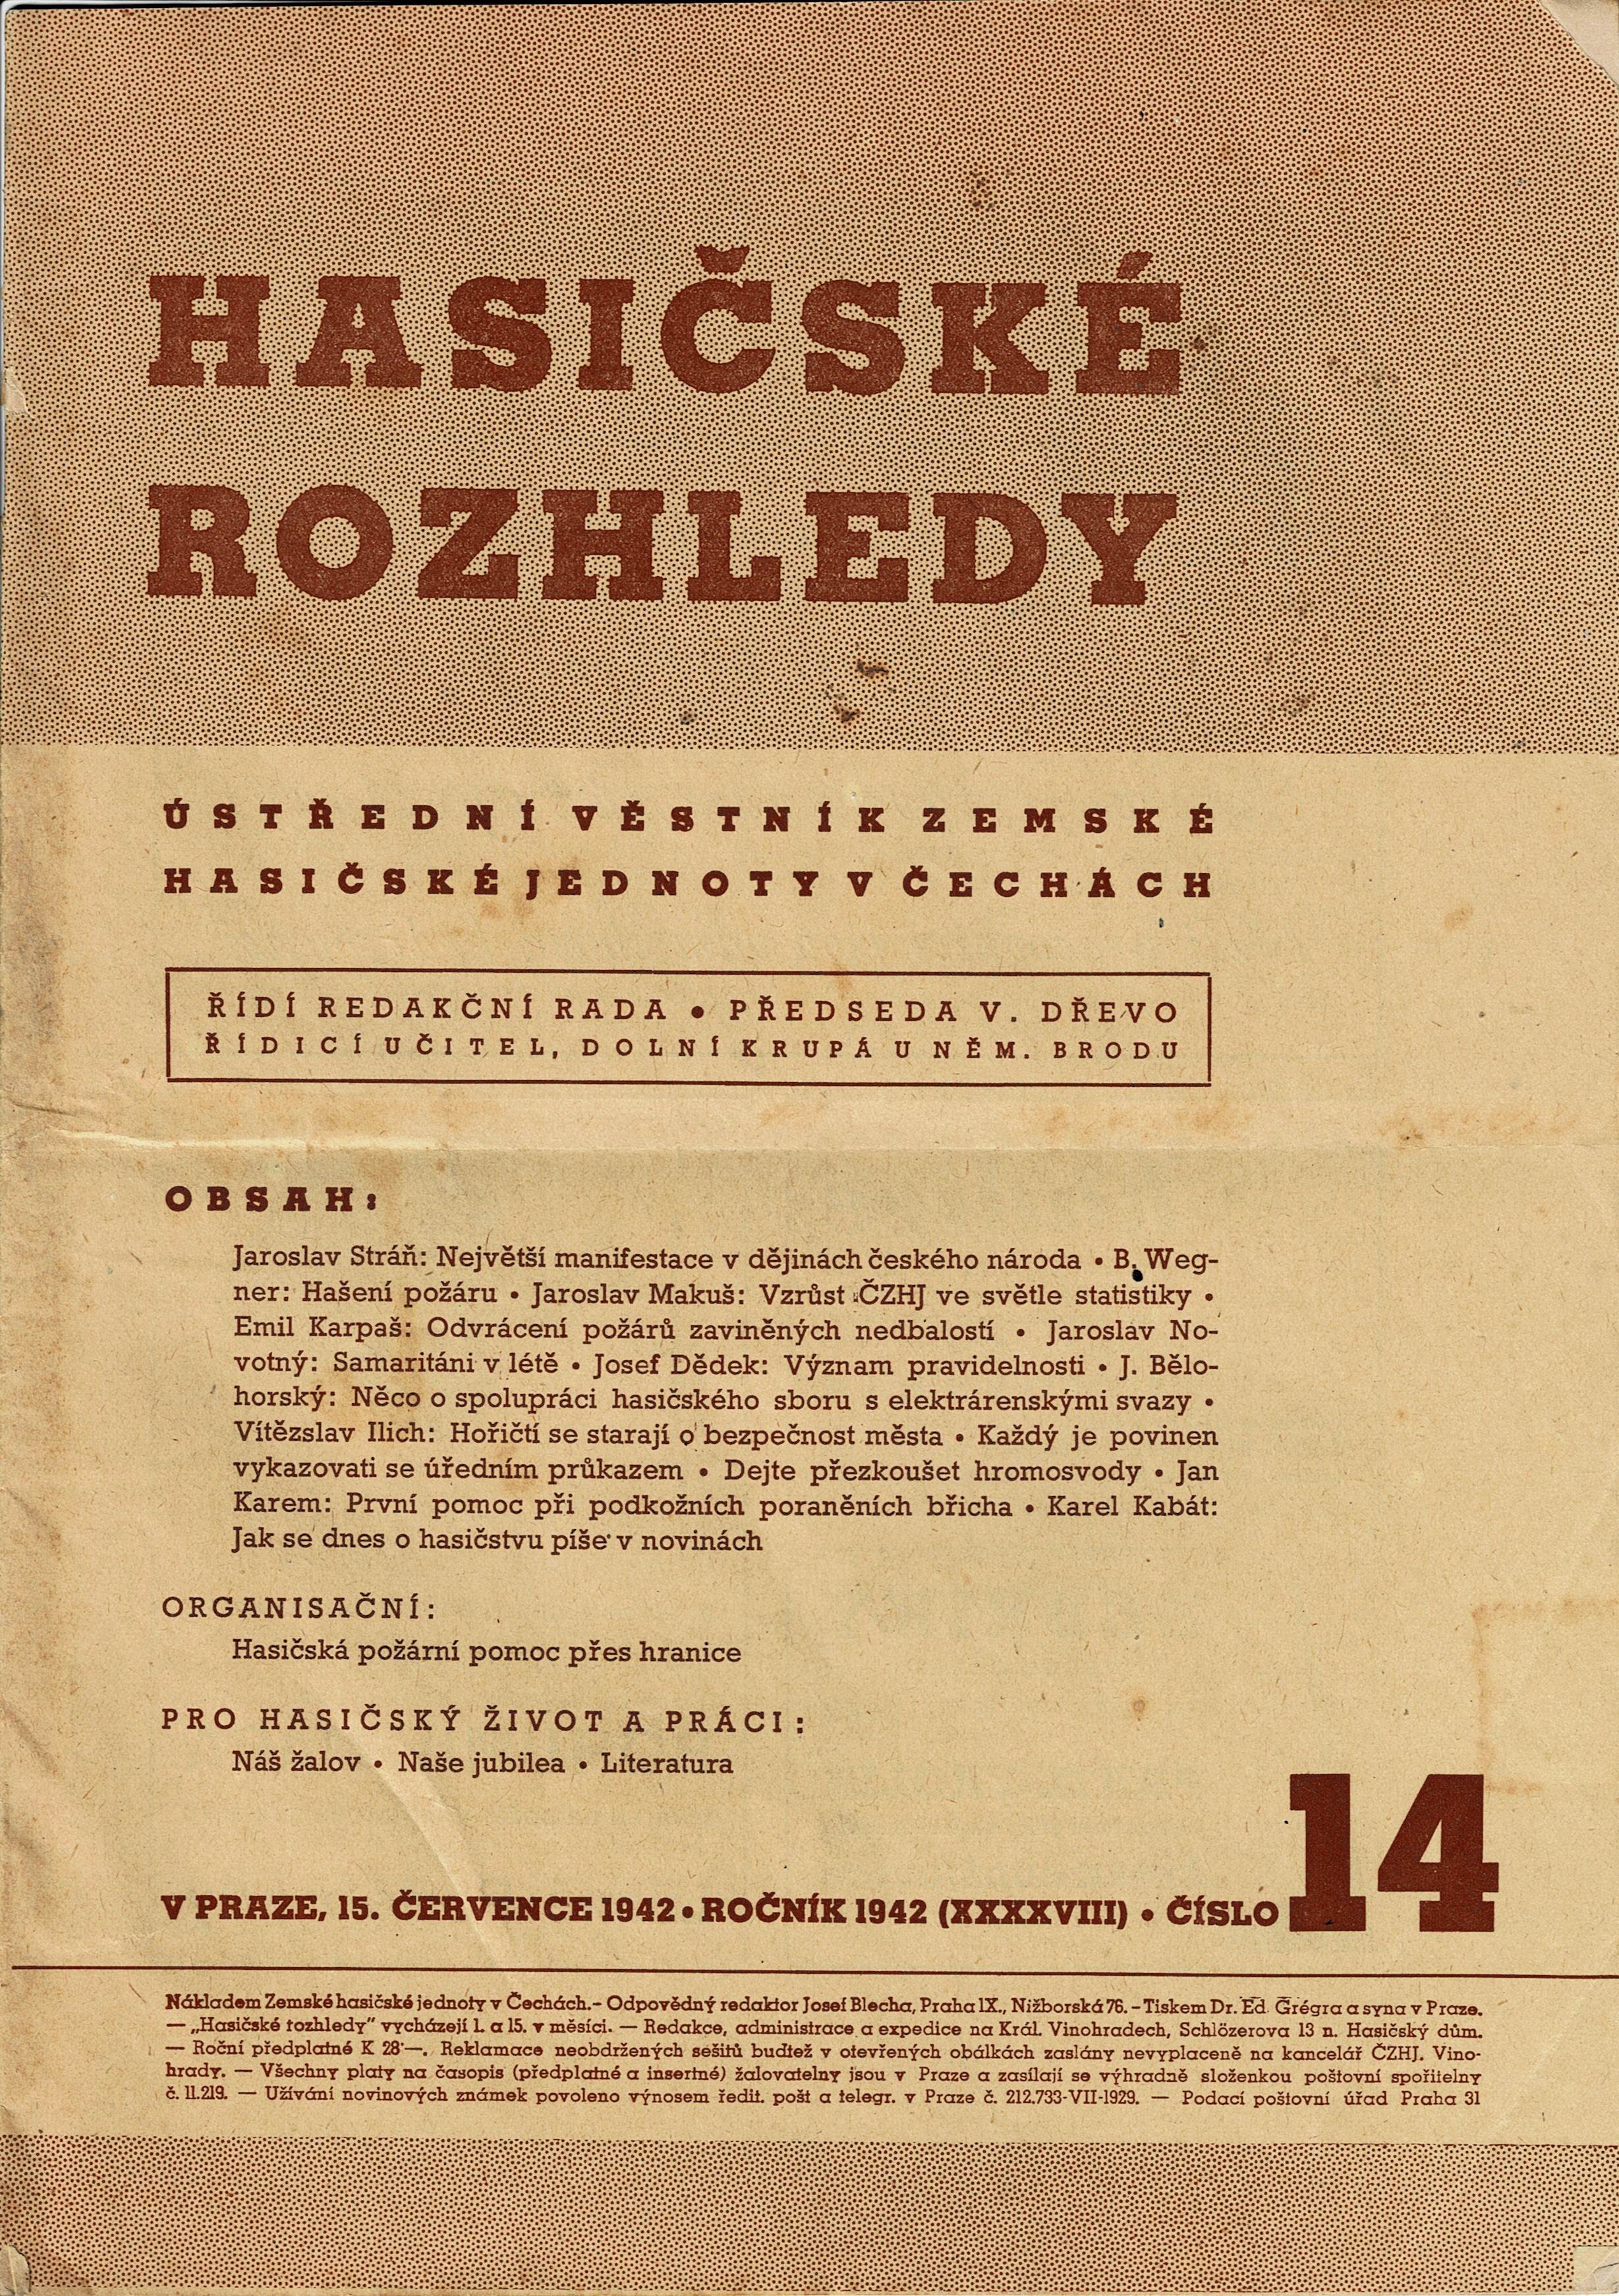 HASIČSKÉ
ROZHLEDY
ÚSTŘEDNÍ VĚSTNÍK ZEMSKÉ
HASIČSKÉ JEDNOTY V ČECHÁCH
ŘÍDÍ REDAKČNÍ RADA • PŘEDSEDA V. DŘEVO
ŘÍDICÍ UČITEL, DOLNÍ KRUPÁ U NĚM. BRODU
OBSAH:
Jaroslav Stráň: Největší manifestace v dějinách českého národa • B. Weg-
ner: Hašení požáru • Jaroslav Makuš: Vzrůst ČZHJ ve světle statistiky •
Emil Karpaš: Odvrácení požárů zaviněných nedbalostí • Jaroslav No-
votný: Samaritáni v létě • Josef Dědek: Význam pravidelnosti • J. Bělo-
horský: Něco o spolupráci hasičského sboru s elektrárenskými svazy •
Vítězslav Ilich: Hořičtí se starají o bezpečnost města • Každý je povinen
vykazovati se úředním průkazem • Dejte přezkoušet hromosvody • Jan
Karem: První pomoc při podkožních poraněních břicha • Karel Kabát:
Jak se dnes o hasičstvu píše v novinách
ORGANISAČNÍ:
Hasičská požární pomoc přes hranice
PRO HASIČSKÝ ŽIVOT A PRÁCI:
Náš žalov • Naše jubilea • Literatura
V PRAZE, 15. ČERVENCE 1942 • ROČNÍK 1942 (XXXXVIII) • ČÍSLO 14
Nákladem Zemské hasičské jednoty v Čechách. – Odpovědný redaktor Josef Blecha, Praha IX., Nižborská 76. – Tiskem Dr. Ed. Grégra a syna v Praze.
— „Hasičské rozhledy" vycházejí 1. a 15. v měsíci. — Redakce, administrace a expedice na Král. Vinohradech, Schlözerova 13 n. Hasičský dům.
— Roční předplatné K 28·—. Reklamace neobdržených sešitů buďtež v otevřených obálkách zaslány nevyplaceně na kancelář ČZHJ. Vino-
hrady. — Všechny platy na časopis (předplatné a insertné) žalovatelny jsou v Praze a zasílají se výhradně složenkou poštovní spořitelny
č. 11.219. — Užívání novinových známek povoleno výnosem ředit. pošt a telegr. v Praze č. 212.733-VII-1929. — Podací poštovní úřad Praha 31